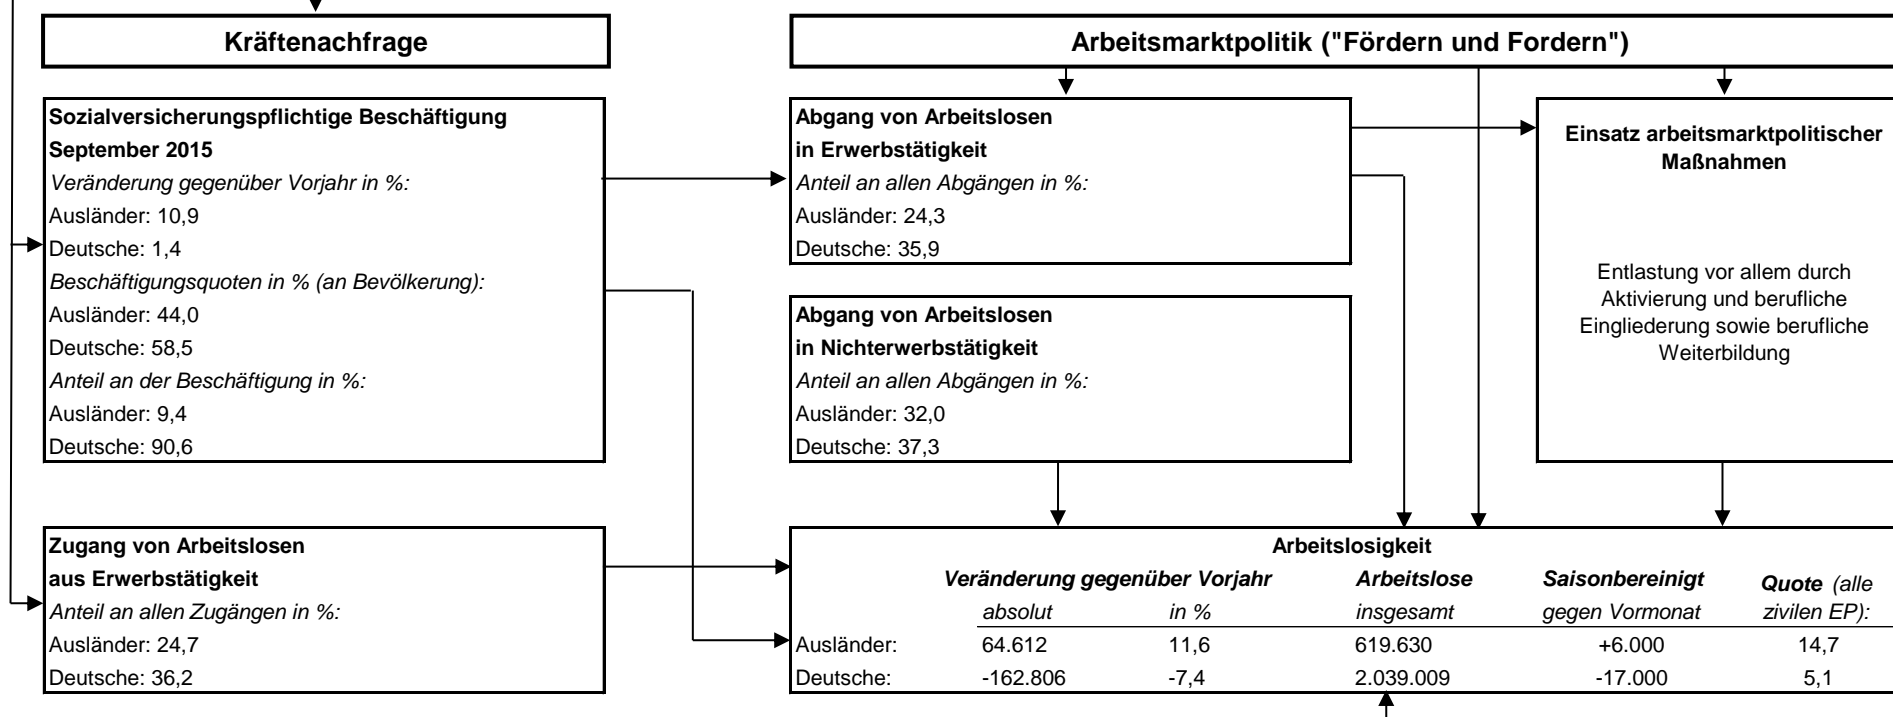 Kräftenachfrage
Arbeitsmarktpolitik ("Fördern und Fordern")
Sozialversicherungspflichtige Beschäftigung
September 2015
Veränderung gegenüber Vorjahr in %:
Ausländer: 10,9
Deutsche: 1,4
Beschäftigungsquoten in % (an Bevölkerung):
Ausländer: 44,0
Deutsche: 58,5
Anteil an der Beschäftigung in %:
Ausländer: 9,4
Deutsche: 90,6
Abgang von Arbeitslosen
in Erwerbstätigkeit
Anteil an allen Abgängen in %:
Ausländer: 24,3
Deutsche: 35,9
Abgang von Arbeitslosen
in Nichterwerbstätigkeit
Anteil an allen Abgängen in %:
Ausländer: 32,0
Deutsche: 37,3
Einsatz arbeitsmarktpolitischer
Maßnahmen
Entlastung vor allem durch
Aktivierung und berufliche
Eingliederung sowie berufliche
Weiterbildung
Zugang von Arbeitslosen
aus Erwerbstätigkeit
Anteil an allen Zugängen in %:
Ausländer: 24,7
Deutsche: 36,2
Arbeitslosigkeit
Veränderung gegenüber Vorjahr Arbeitslose Saisonbereinigt Quote (alle
absolut in % insgesamt gegen Vormonat zivilen EP):
Ausländer: 64.612 11,6 619.630 +6.000 14,7
Deutsche: -162.806 -7,4 2.039.009 -17.000 5,1